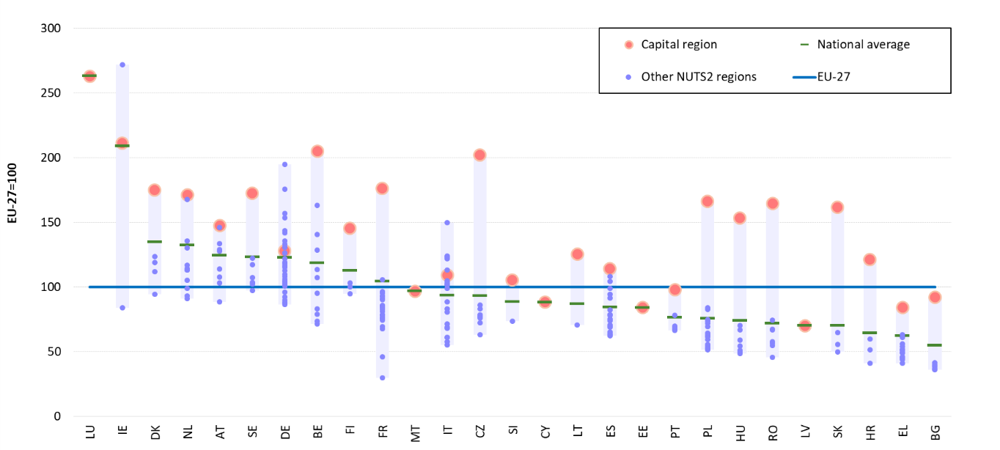 300
250
200
150
100
50
0
EU-27=100
Capital region
National average
Other NUTS2 regions
EU-27
LU
IE
DK
NL
AT
SE
DE
BE
FI
FR
MT
IT
CZ
SI
CY
LT
ES
EE
PT
PL
HU
RO
LV
SK
HR
EL
BG